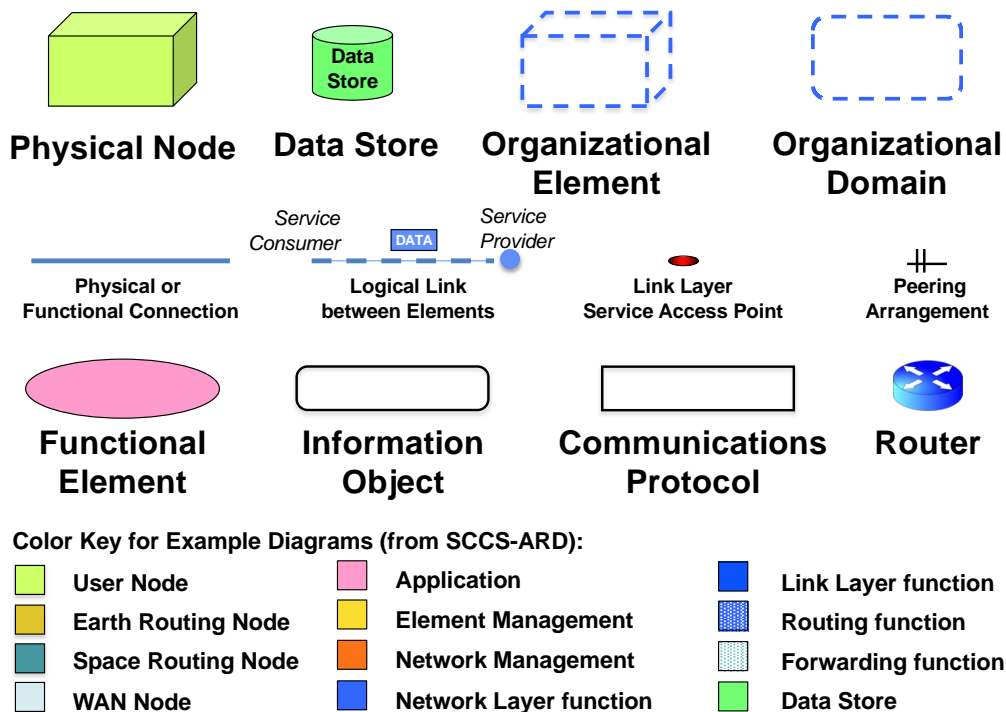 Data
Store
Physical Node
Data Store
Organizational
Element
Organizational
Domain
Service
Consumer
DATA
Service
Provider
Physical or
Functional Connection
Logical Link
between Elements
Link Layer
Service Access Point
Peering
Arrangement
Functional
Element
Information
Object
Communications
Protocol
Router
Color Key for Example Diagrams (from SCCS-ARD):
User Node
Application
Link Layer function
Earth Routing Node
Element Management
Routing function
Space Routing Node
Network Management
Forwarding function
WAN Node
Network Layer function
Data Store